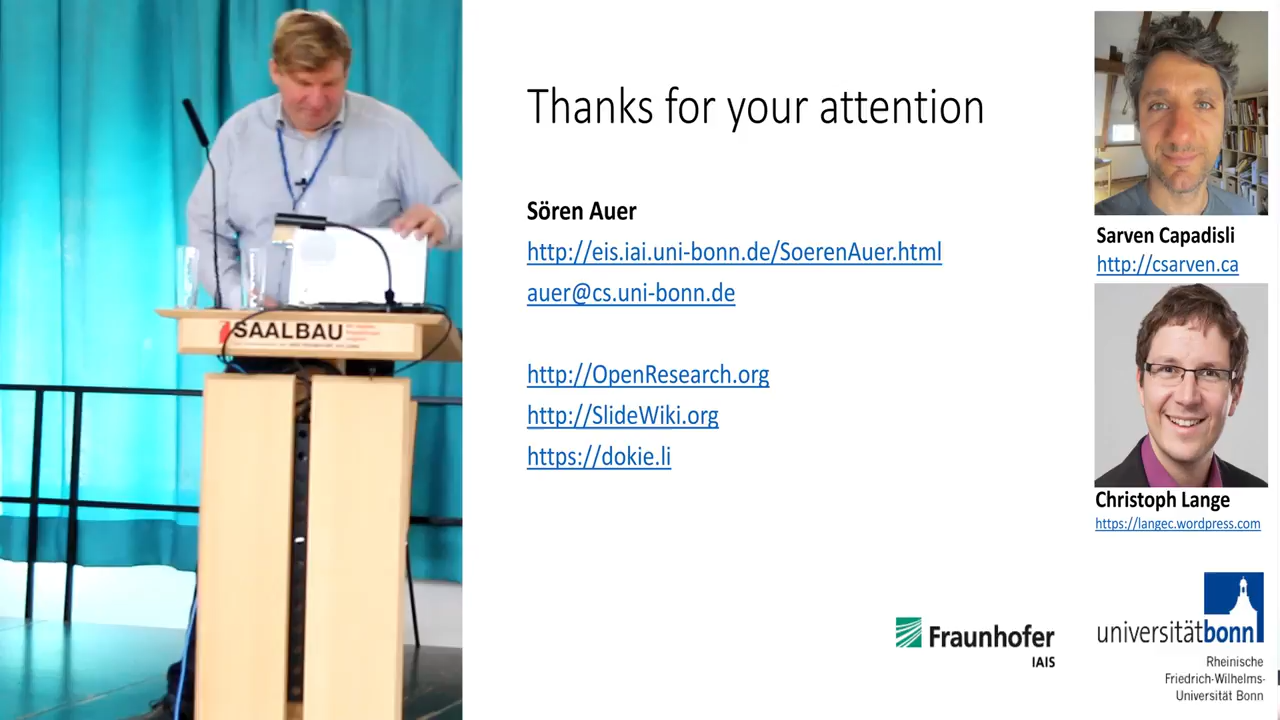 Thanks for your attention
Sören Auer
http://eis.iai.uni-bonn.de/SoerenAuer.html
auer@cs.uni-bonn.de
http://OpenResearch.org
http://SlideWiki.org
https://dokie.li
Sarven Capadisli
http://csarven.ca
Christoph Lange
https://langec.wordpress.com
Fraunhofer
IAIS
universitätbonn
Rheinische
Friedrich-Wilhelms-
Universität Bonn
SAALBAU